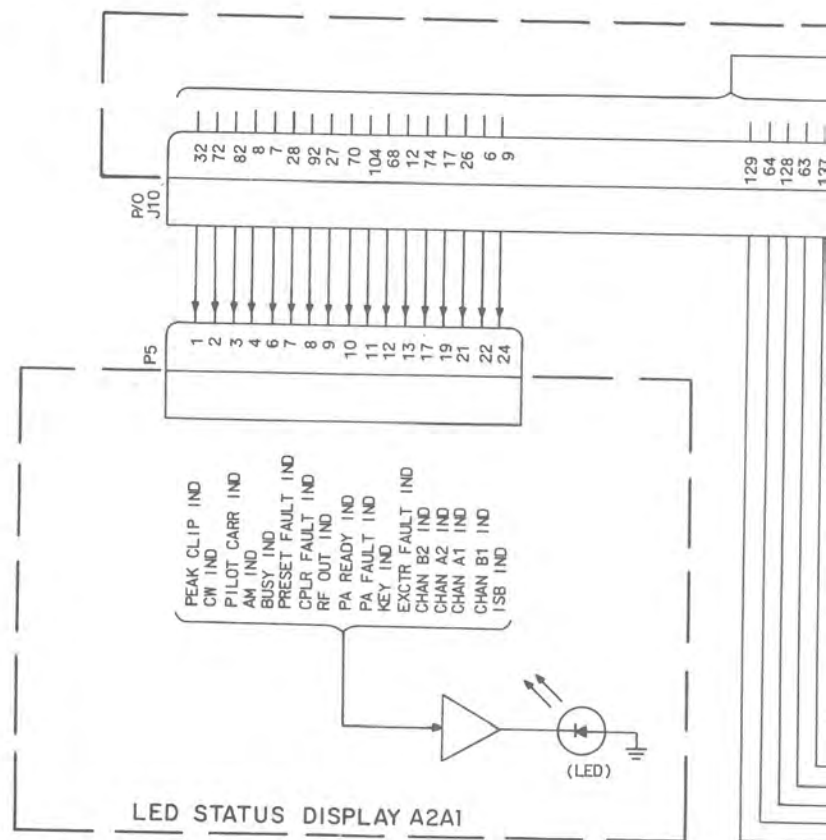 32
72
82
8
7
28
92
27
70
104
68
12
74
17
26
6
9
129
64
128
63
127
P/O
J10
P5
1
2
3
4
6
7
8
9
10
11
12
13
17
19
21
22
24
PEAK CLIP IND
CW IND
PILOT CARR IND
AM IND
BUSY IND
PRESET FAULT IND
CPLR FAULT IND
RF OUT IND
PA READY IND
PA FAULT IND
KEY IND
EXCTR FAULT IND
CHAN B2 IND
CHAN A2 IND
CHAN A1 IND
CHAN B1 IND
ISB IND
(LED)
LED STATUS DISPLAY A2A1